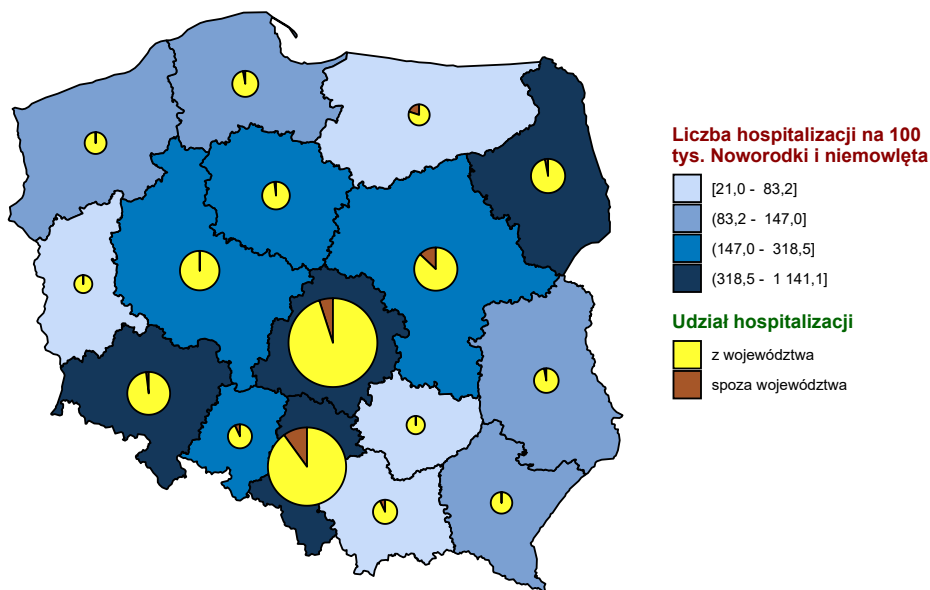 Liczba hospitalizacji na 100
tys. Noworodki i niemowlęta
[21,0 - 83,2]
(83,2 - 147,0]
(147,0 - 318,5]
(318,5 - 1 141,1]
Udział hospitalizacji
z województwa
spoza województwa